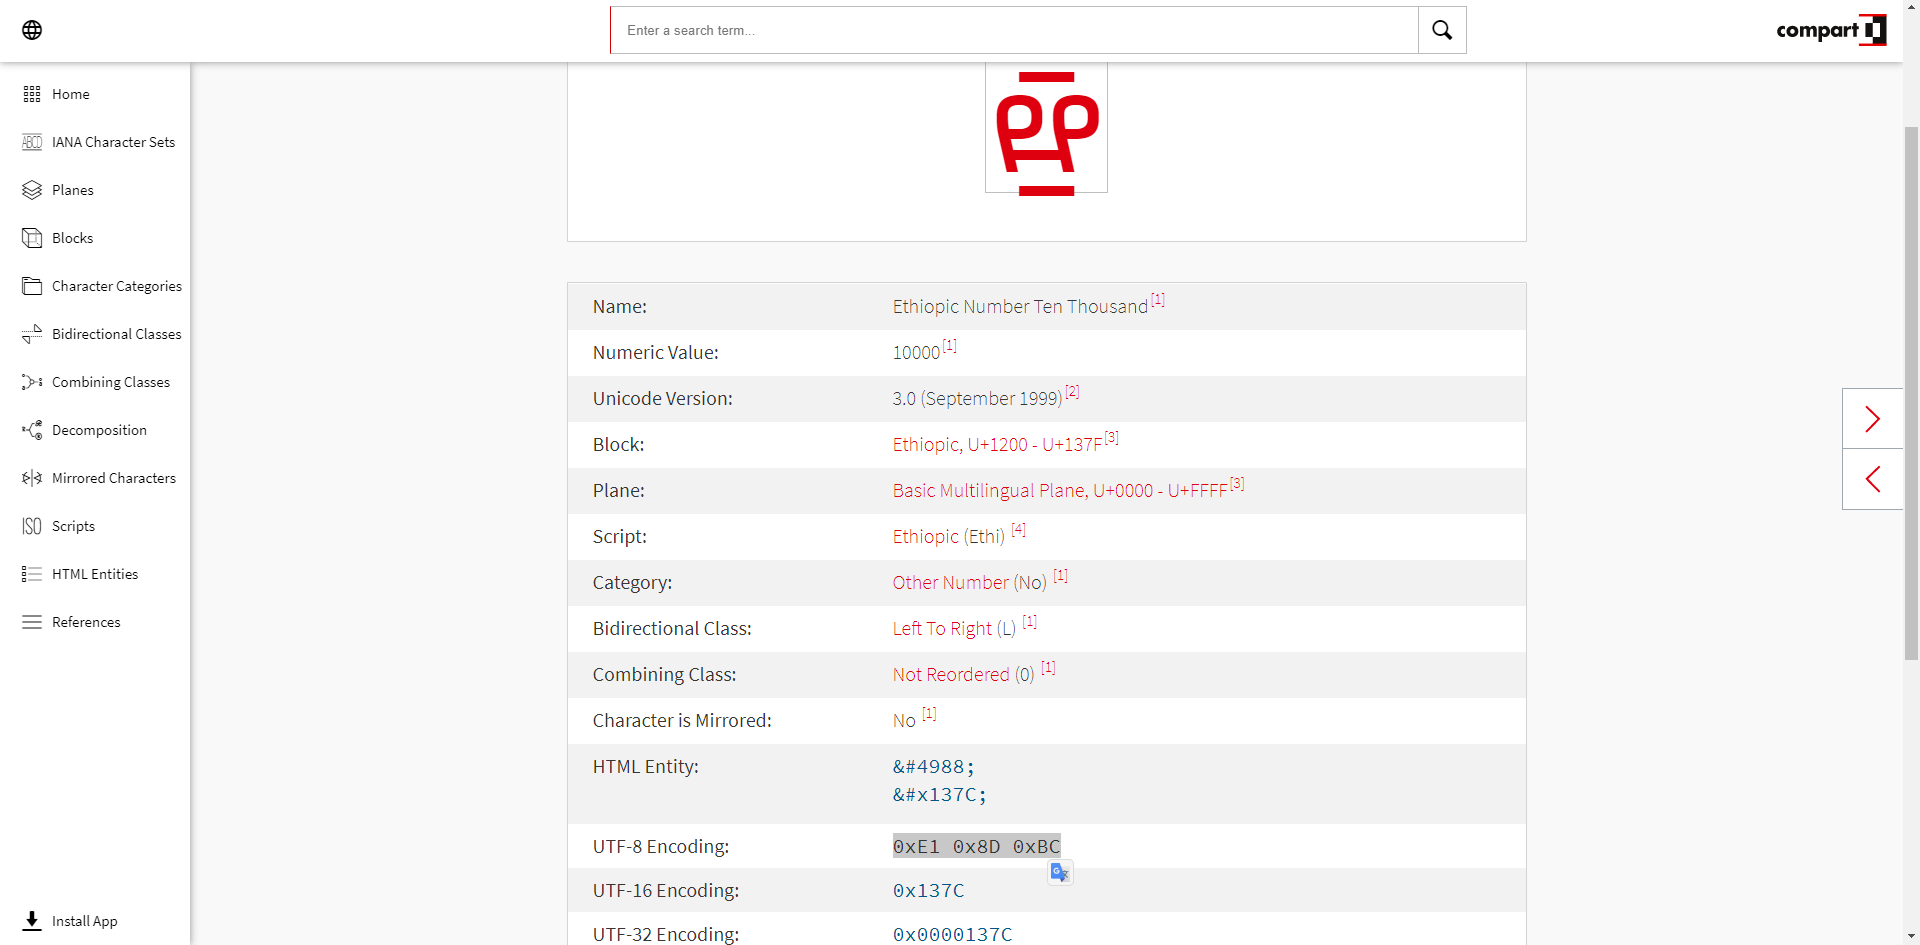 Enter a search term...
compart
Home
IANA Character Sets
Planes
Blocks
Character Categories
Bidirectional Classes
Combining Classes
Decomposition
Mirrored Characters
Scripts
HTML Entities
References
Install App
፼
Name: Ethiopic Number Ten Thousand[1]
Numeric Value: 10000[1]
Unicode Version: 3.0 (September 1999)[2]
Block: Ethiopic, U+1200 - U+137F[3]
Plane: Basic Multilingual Plane, U+0000 - U+FFFF[3]
Script: Ethiopic (Ethi) [4]
Category: Other Number (No) [1]
Bidirectional Class: Left To Right (L) [1]
Combining Class: Not Reordered (0) [1]
Character is Mirrored: No [1]
HTML Entity: &#4988;
&#x137C;
UTF-8 Encoding: 0xE1 0x8D 0xBC
UTF-16 Encoding: 0x137C
UTF-32 Encoding: 0x0000137C